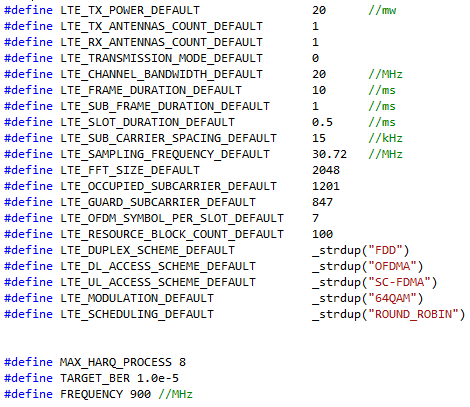 #define LTE_TX_POWER_DEFAULT 20 //mw
#define LTE_TX_ANTENNAS_COUNT_DEFAULT 1
#define LTE_RX_ANTENNAS_COUNT_DEFAULT 1
#define LTE_TRANSMISSION_MODE_DEFAULT 0
#define LTE_CHANNEL_BANDWIDTH_DEFAULT 20 //MHz
#define LTE_FRAME_DURATION_DEFAULT 10 //ms
#define LTE_SUB_FRAME_DURATION_DEFAULT 1 //ms
#define LTE_SLOT_DURATION_DEFAULT 0.5 //ms
#define LTE_SUB_CARRIER_SPACING_DEFAULT 15 //kHz
#define LTE_SAMPLING_FREQUENCY_DEFAULT 30.72 //MHz
#define LTE_FFT_SIZE_DEFAULT 2048
#define LTE_OCCUPIED_SUBCARRIER_DEFAULT 1201
#define LTE_GUARD_SUBCARRIER_DEFAULT 847
#define LTE_OFDM_SYMBOL_PER_SLOT_DEFAULT 7
#define LTE_RESOURCE_BLOCK_COUNT_DEFAULT 100
#define LTE_DUPLEX_SCHEME_DEFAULT _strdup("FDD")
#define LTE_DL_ACCESS_SCHEME_DEFAULT _strdup("OFDMA")
#define LTE_UL_ACCESS_SCHEME_DEFAULT _strdup("SC-FDMA")
#define LTE_MODULATION_DEFAULT _strdup("64QAM")
#define LTE_SCHEDULING_DEFAULT _strdup("ROUND_ROBIN")
#define MAX_HARQ_PROCESS 8
#define TARGET_BER 1.0e-5
#define FREQUENCY 900 //MHz